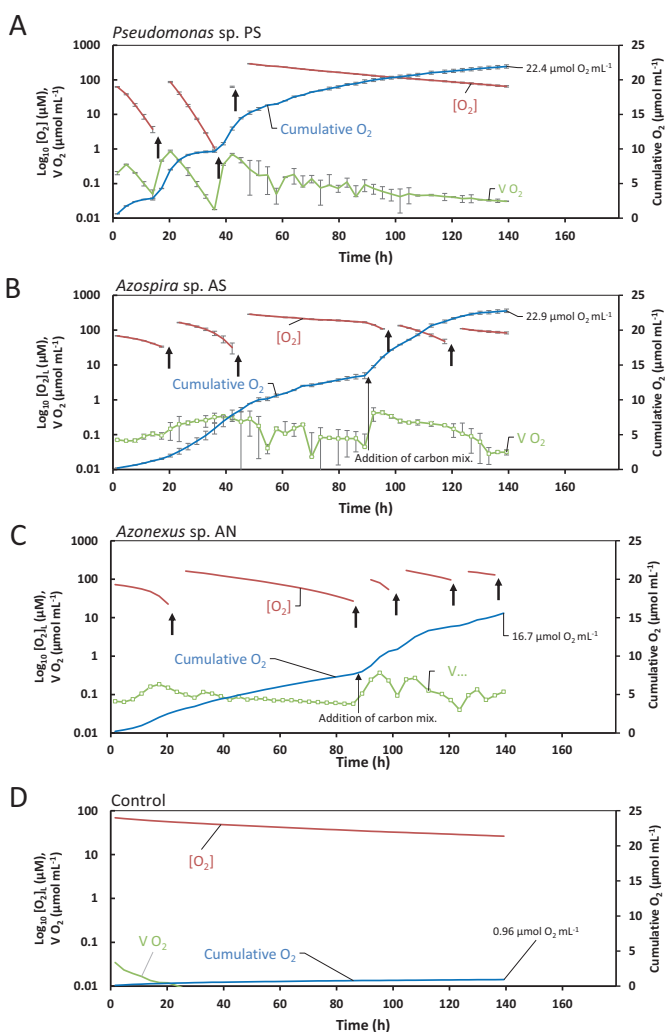 A
Pseudomonas sp. PS
Log10 [O2] (µM),
V O2 (µmol mL-1)
1000
100
10
1
0.1
0.01
25
20
15
10
5
0
Cumulative O2 (µmol mL-1)
22.4 µmol O2 mL-1
[O2]
Cumulative O2
V O2
0 20 40 60 80 100 120 140 160
Time (h)
B
Azospira sp. AS
Log10 [O2]L (µM),
V O2 (µmol mL-1)
1000
100
10
1
0.1
0.01
25
20
15
10
5
0
Cumulative O2 (µmol mL-1)
22.9 µmol O2 mL-1
[O2]
Cumulative O2
V O2
Addition of carbon mix.
0 20 40 60 80 100 120 140 160
Time (h)
C
Azonexus sp. AN
Log10 [O2]L (µM),
V O2 (µmol mL-1)
1000
100
10
1
0.1
0.01
25
20
15
10
5
0
Cumulative O2 (µmol mL-1)
[O2]
16.7 µmol O2 mL-1
Cumulative O2
V...
Addition of carbon mix.
0 20 40 60 80 100 120 140 160
Time (h)
D
Control
Log10 [O2]L (µM),
V O2 (µmol mL-1)
100
10
1
0.1
0.01
25
20
15
10
5
0
Cumulative O2 (µmol mL-1)
[O2]
0.96 µmol O2 mL-1
V O2
Cumulative O2
0 20 40 60 80 100 120 140 160
Time (h)